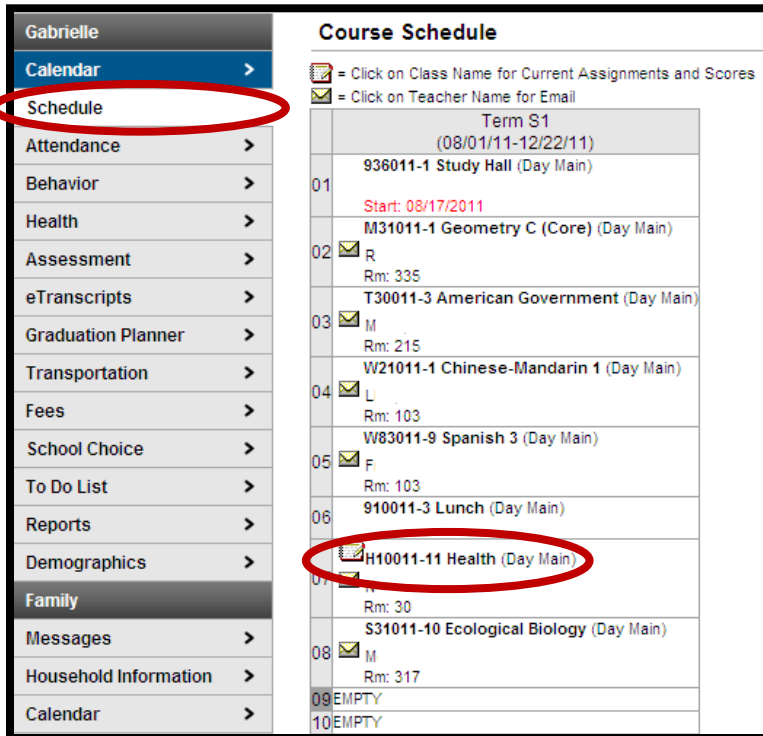 Gabrielle
Calendar >
Schedule
Attendance >
Behavior >
Health >
Assessment >
eTranscripts >
Graduation Planner >
Transportation >
Fees >
School Choice >
To Do List >
Reports >
Demographics >
Family
Messages >
Household Information >
Calendar >
Course Schedule
= Click on Class Name for Current Assignments and Scores
= Click on Teacher Name for Email
Term S1
(08/01/11-12/22/11)
01
936011-1 Study Hall (Day Main)
Start: 08/17/2011
02
M31011-1 Geometry C (Core) (Day Main)
R
Rm: 335
03
T30011-3 American Government (Day Main)
M
Rm: 215
04
W21011-1 Chinese-Mandarin 1 (Day Main)
Rm: 103
05
W83011-9 Spanish 3 (Day Main)
F
Rm: 103
06
910011-3 Lunch (Day Main)
07
H10011-11 Health (Day Main)
Rm: 30
08
S31011-10 Ecological Biology (Day Main)
M
Rm: 317
09 EMPTY
10 EMPTY